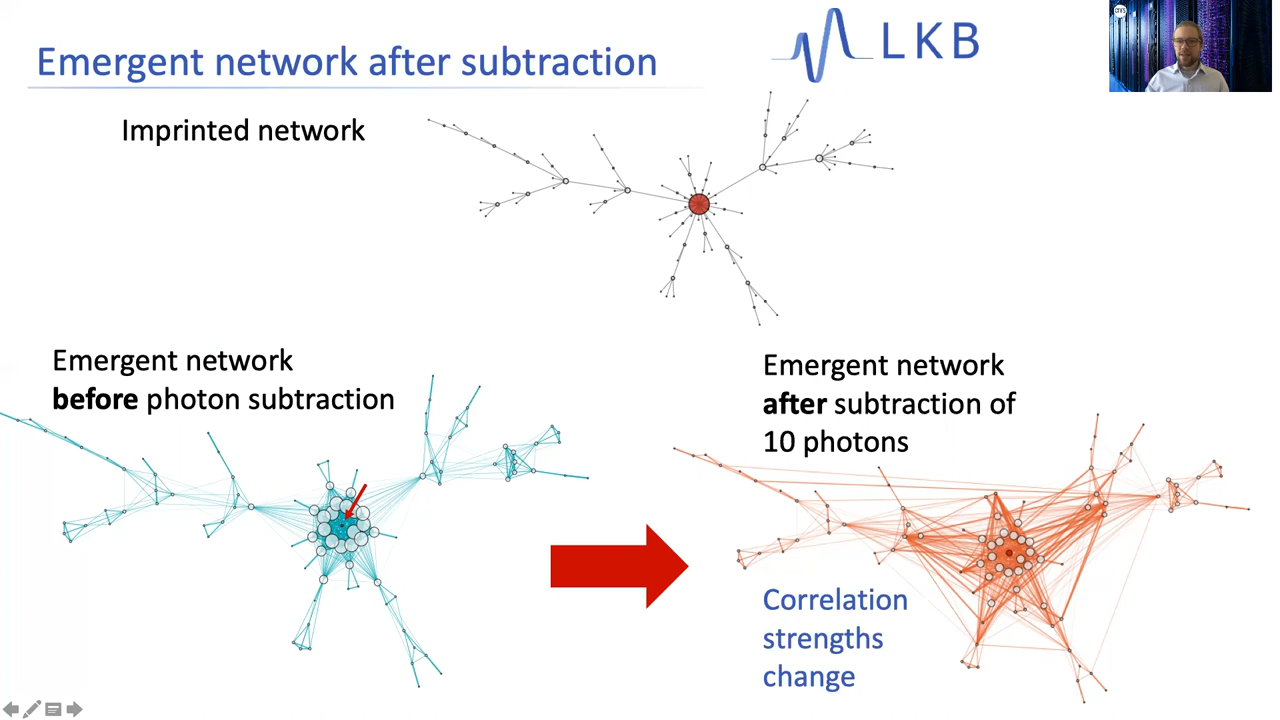 Emergent network after subtraction
LKB
cnrs
Imprinted network
Emergent network
before photon subtraction
Emergent network
after subtraction of
10 photons
Correlation
strengths
change